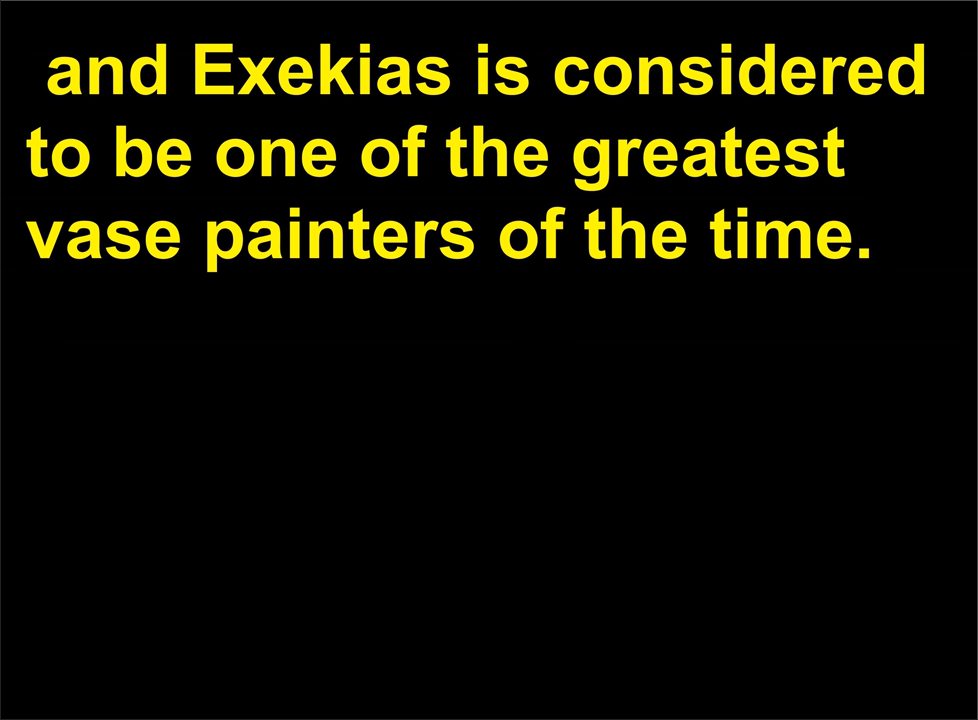 and Exekias is considered
to be one of the greatest
vase painters of the time.